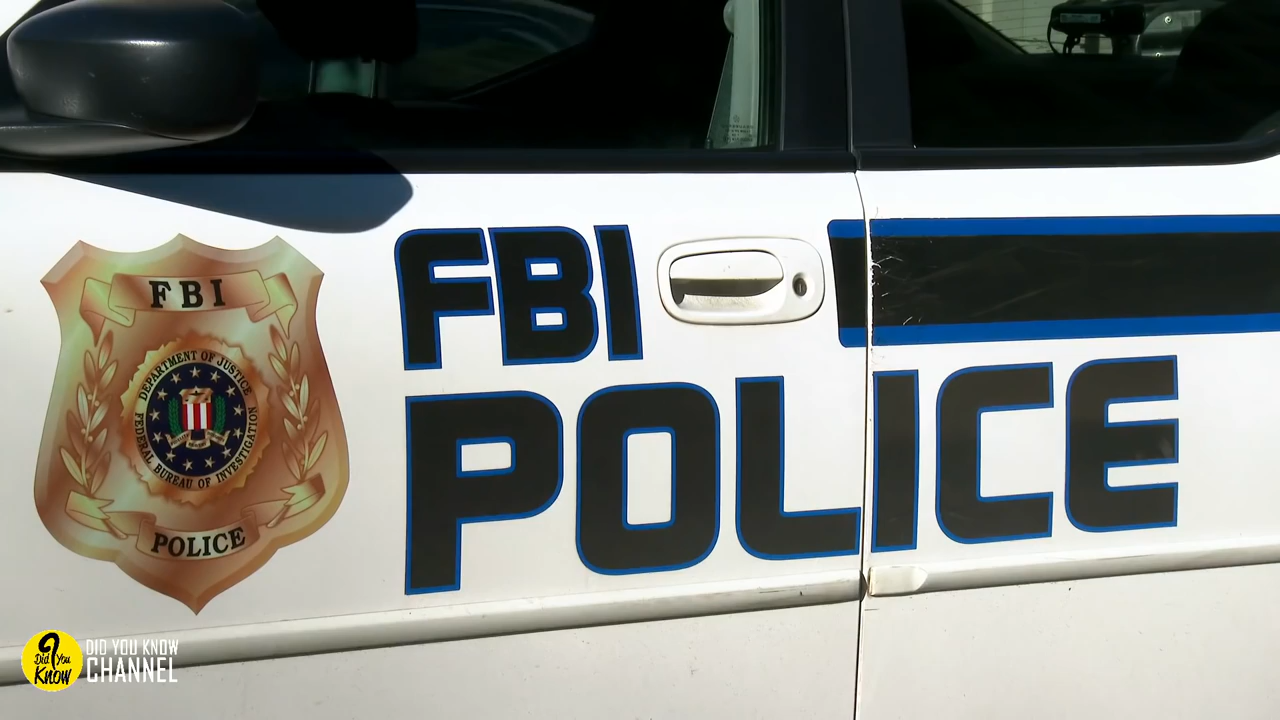 FBI
DEPARTMENT OF JUSTICE
FEDERAL BUREAU OF INVESTIGATION
POLICE
FBI
POLICE
Did You Know
DID YOU KNOW
CHANNEL